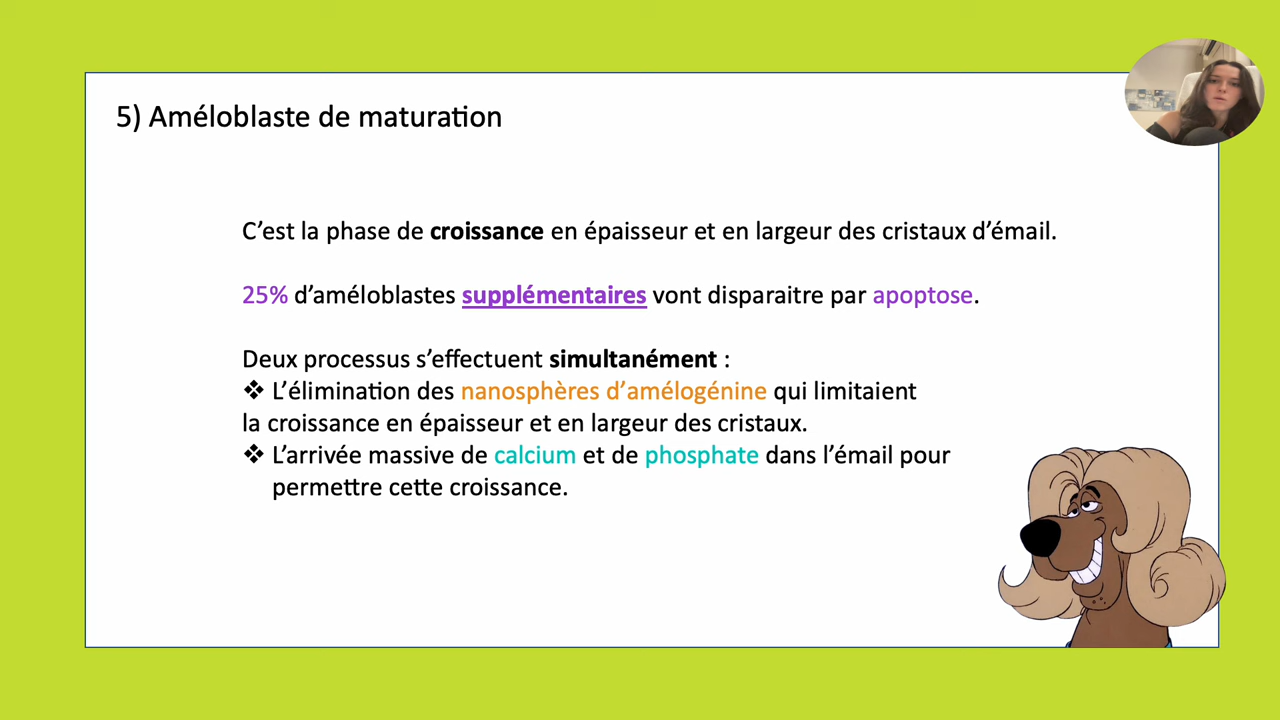 5) Améloblaste de maturation
C’est la phase de croissance en épaisseur et en largeur des cristaux d’émail.
25% d’améloblastes supplémentaires vont disparaitre par apoptose.
Deux processus s’effectuent simultanément :
❖ L’élimination des nanosphères d’amélogénine qui limitaient
la croissance en épaisseur et en largeur des cristaux.
❖ L’arrivée massive de calcium et de phosphate dans l’émail pour
permettre cette croissance.